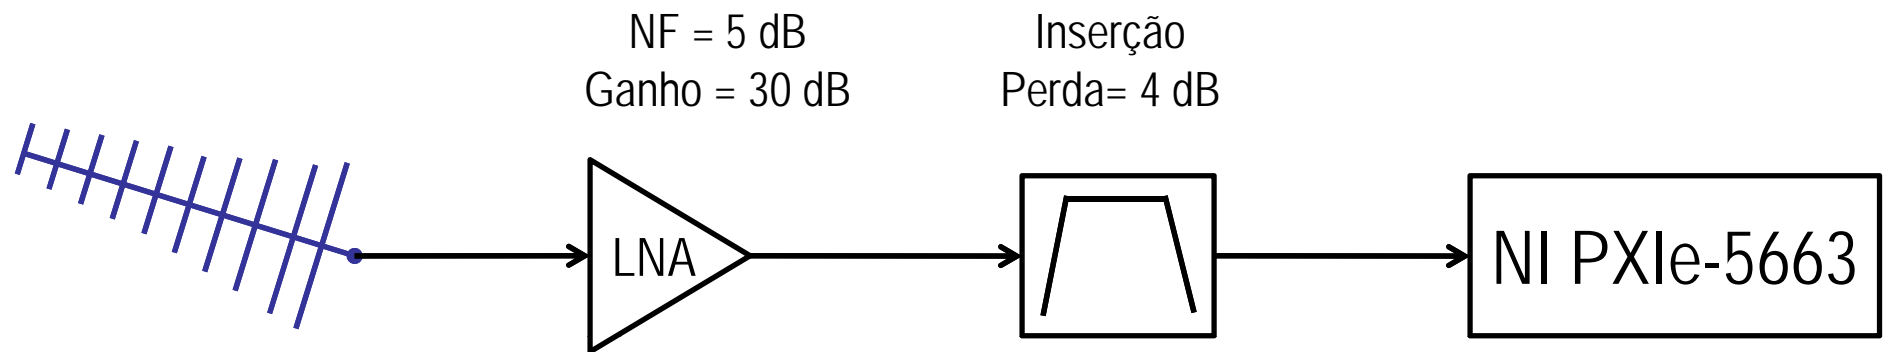 NF = 5 dB
Ganho = 30 dB
Inserção
Perda= 4 dB
LNA
NI PXIe-5663